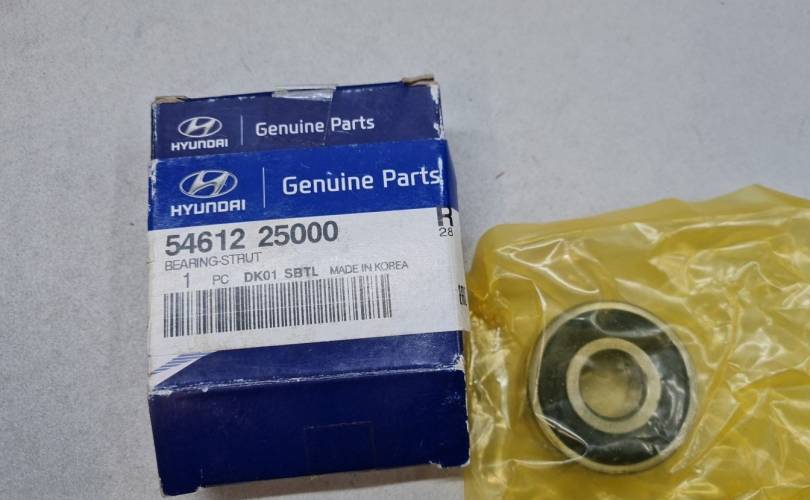 HYUNDAI
Genuine Parts
HYUNDAI
Genuine Parts
R
28
54612 25000
BEARING-STRUT
1 PC DK01 SBTL MADE IN KOREA